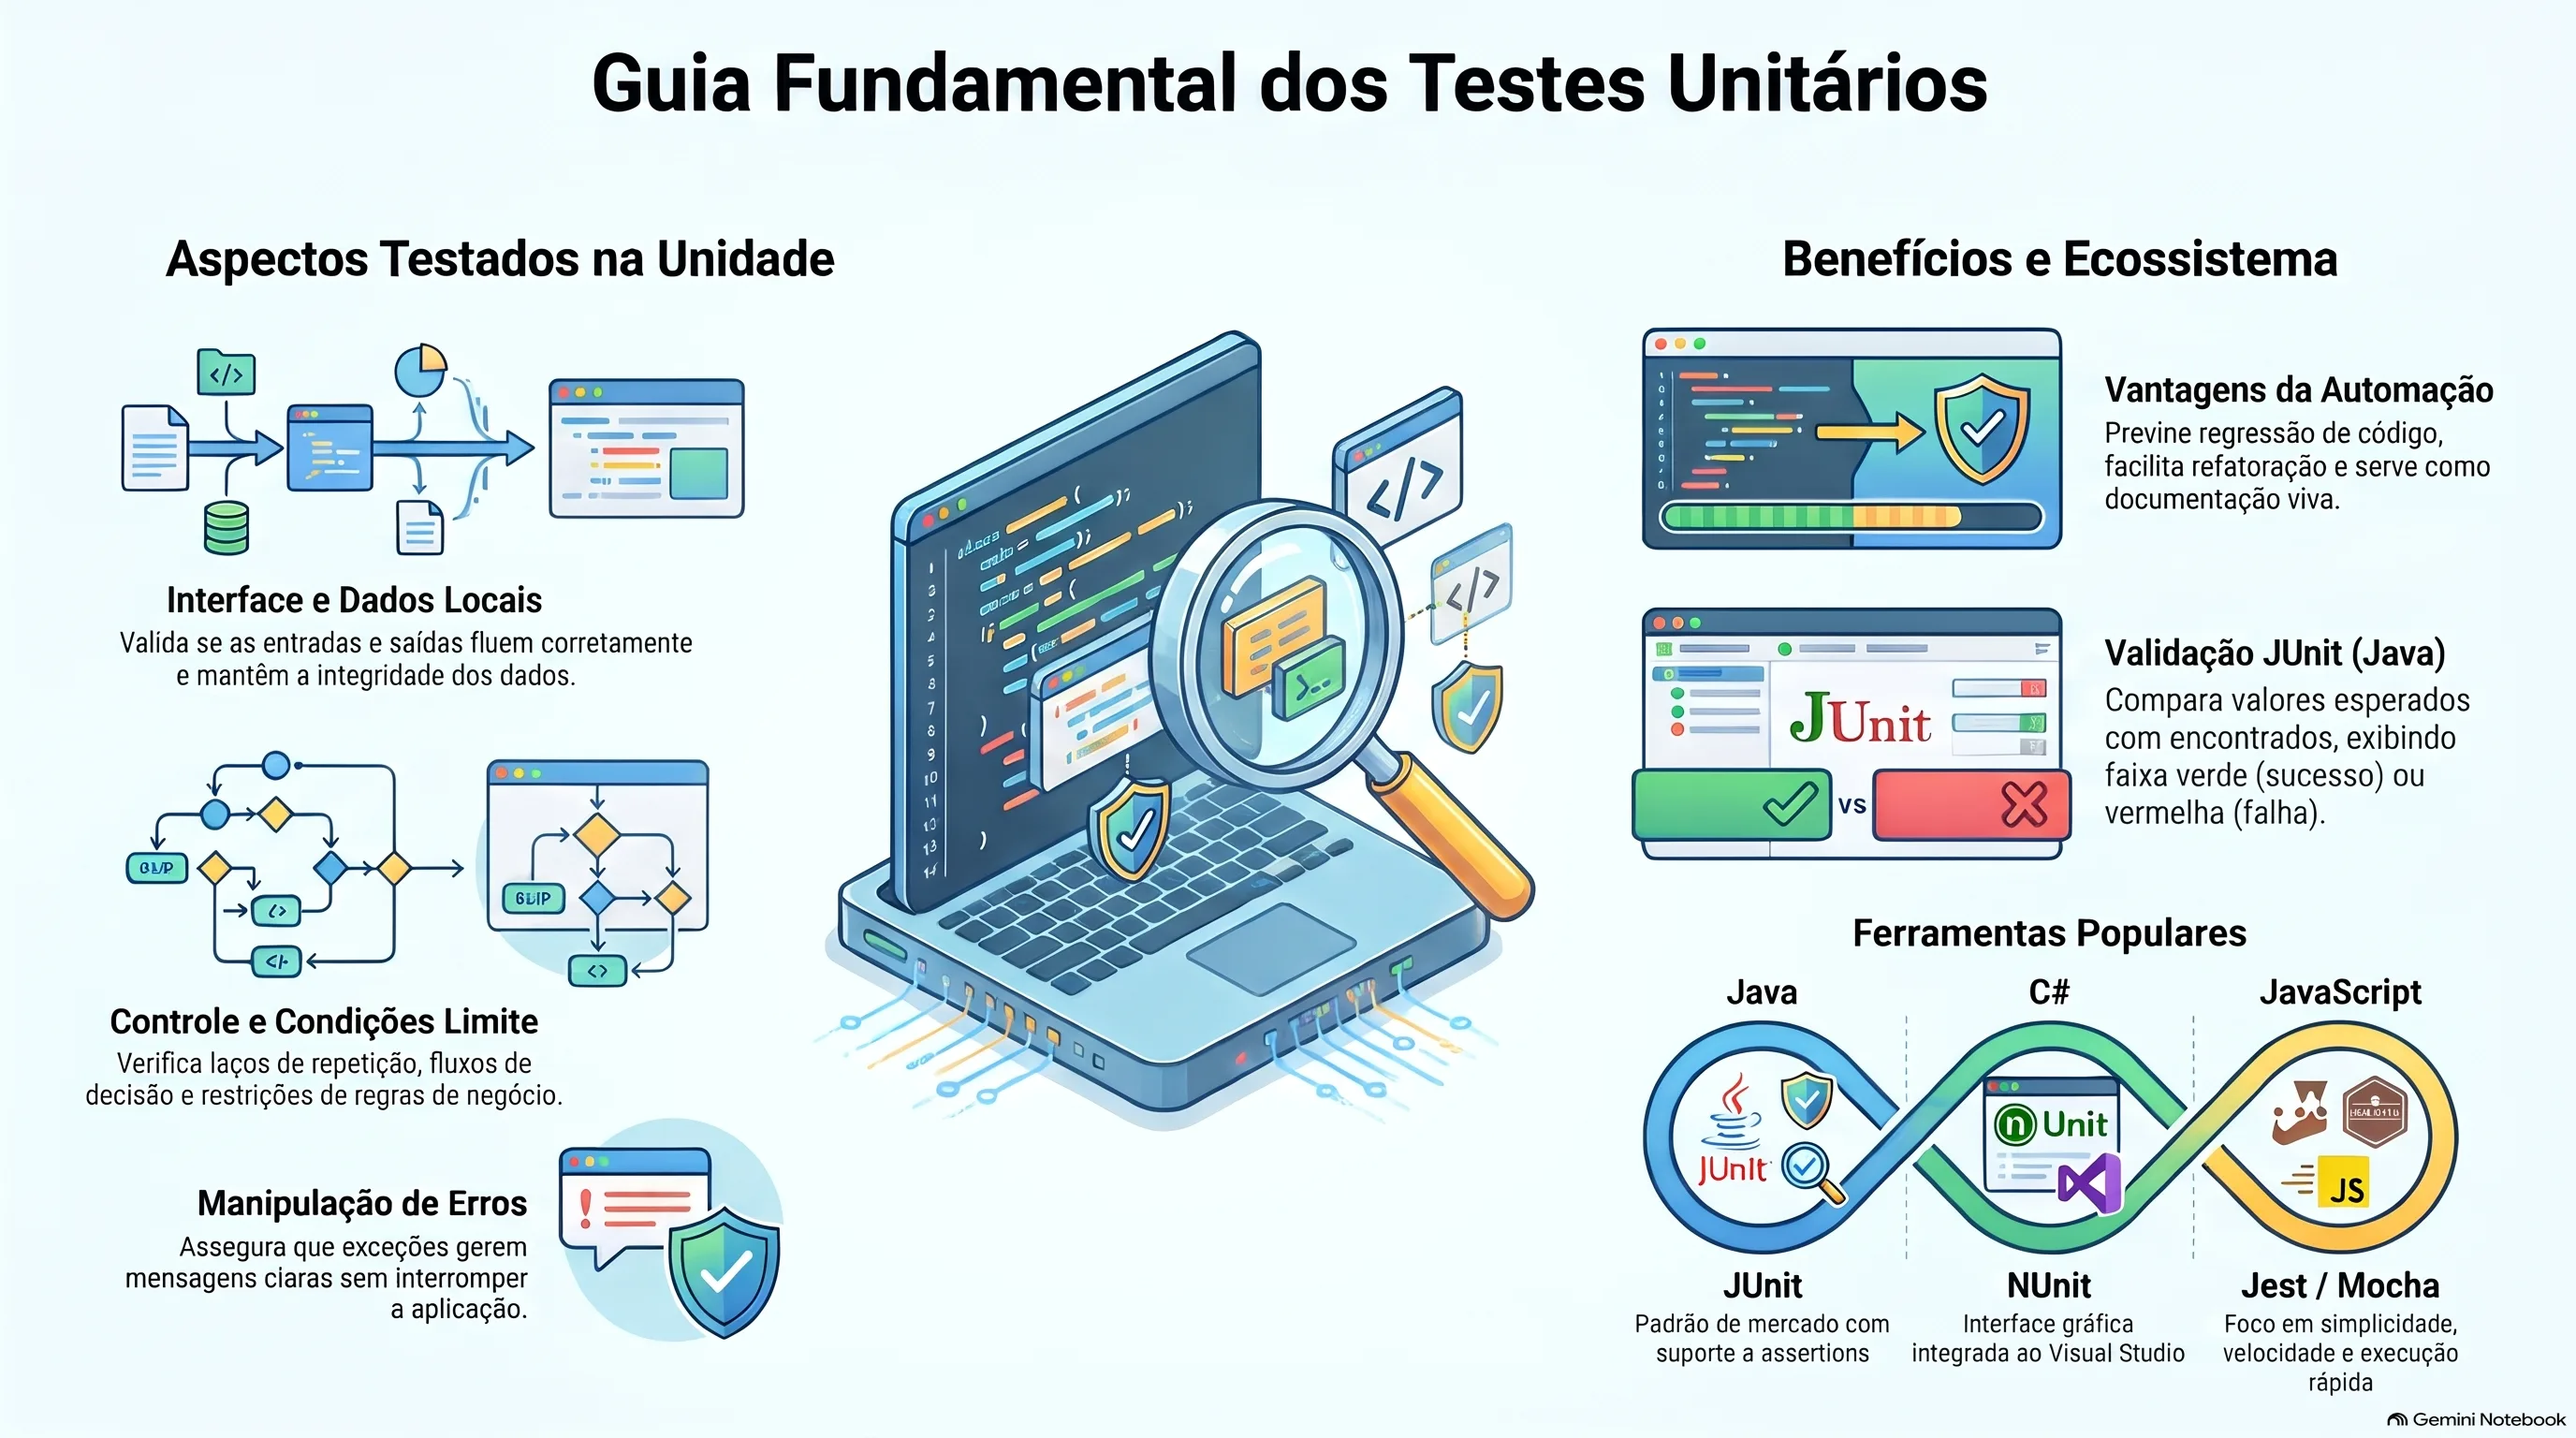 Guia Fundamental dos Testes Unitários
Aspectos Testados na Unidade
Interface e Dados Locais
Valida se as entradas e saídas fluem corretamente
e mantêm a integridade dos dados.
Controle e Condições Limite
Verifica laços de repetição, fluxos de
decisão e restrições de regras de negócio.
Manipulação de Erros
Assegura que exceções gerem
mensagens claras sem interromper
a aplicação.
Benefícios e Ecossistema
Vantagens da Automação
Previne regressão de código,
facilita refatoração e serve como
documentação viva.
JUnit
vs
Validação JUnit (Java)
Compara valores esperados
com encontrados, exibindo
faixa verde (sucesso) ou
vermelha (falha).
Ferramentas Populares
Java
JUnit
JUnit
Padrão de mercado com
suporte a assertions
C#
nUnit
NUnit
Interface gráfica
integrada ao Visual Studio
JavaScript
JS
Jest / Mocha
Foco em simplicidade,
velocidade e execução
rápida
Gemini Notebook